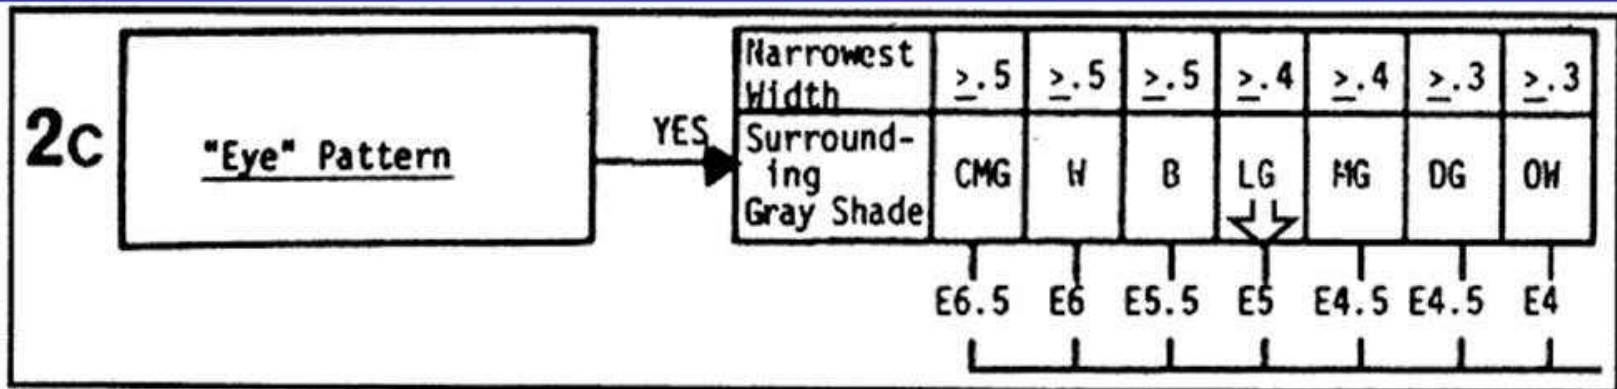 2C
"Eye" Pattern
YES
Narrowest ≥.5 ≥.5 ≥.5 ≥.4 ≥.4 ≥.3 ≥.3
Width
Surround-
ing CMG W B LG MG DG OW
Gray Shade
E6.5 E6 E5.5 E5 E4.5 E4.5 E4